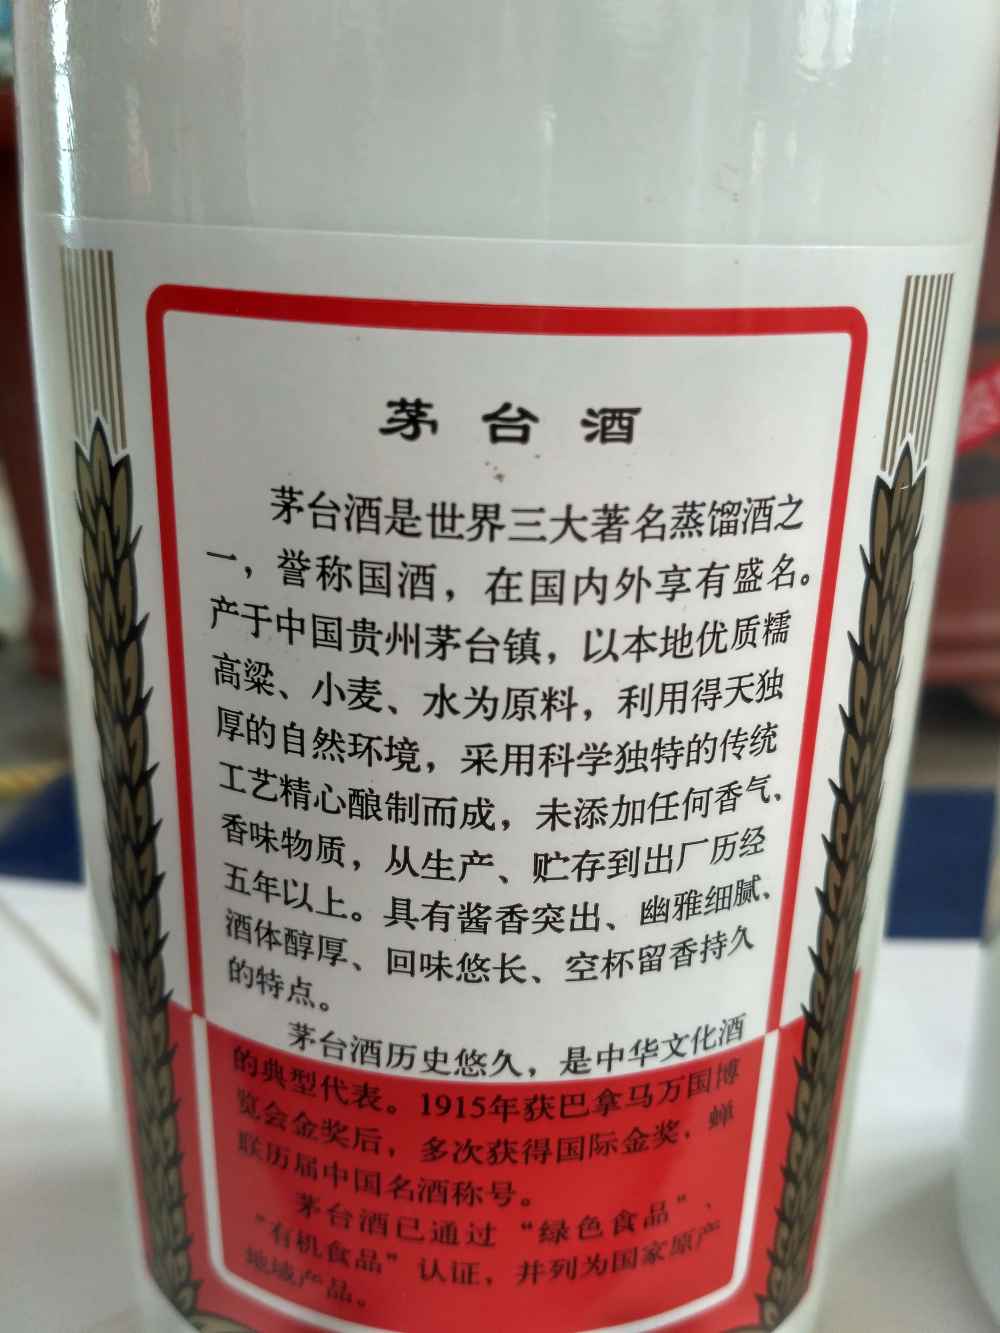 茅台酒
茅台酒是世界三大著名蒸馏酒之
一，誉称国酒，在国内外享有盛名。
产于中国贵州茅台镇，以本地优质糯
高粱、小麦、水为原料，利用得天独
厚的自然环境，采用科学独特的传统
工艺精心酿制而成，未添加任何香气、
香味物质，从生产、贮存到出厂历经
五年以上。具有酱香突出、幽雅细腻、
酒体醇厚、回味悠长、空杯留香持久
的特点。
茅台酒历史悠久，是中华文化酒
的典型代表。1915年获巴拿马万国博
览会金奖后，多次获得国际金奖，蝉
联历届中国名酒称号。
茅台酒已通过“绿色食品”、
“有机食品”认证，并列为国家原产
地域产品。